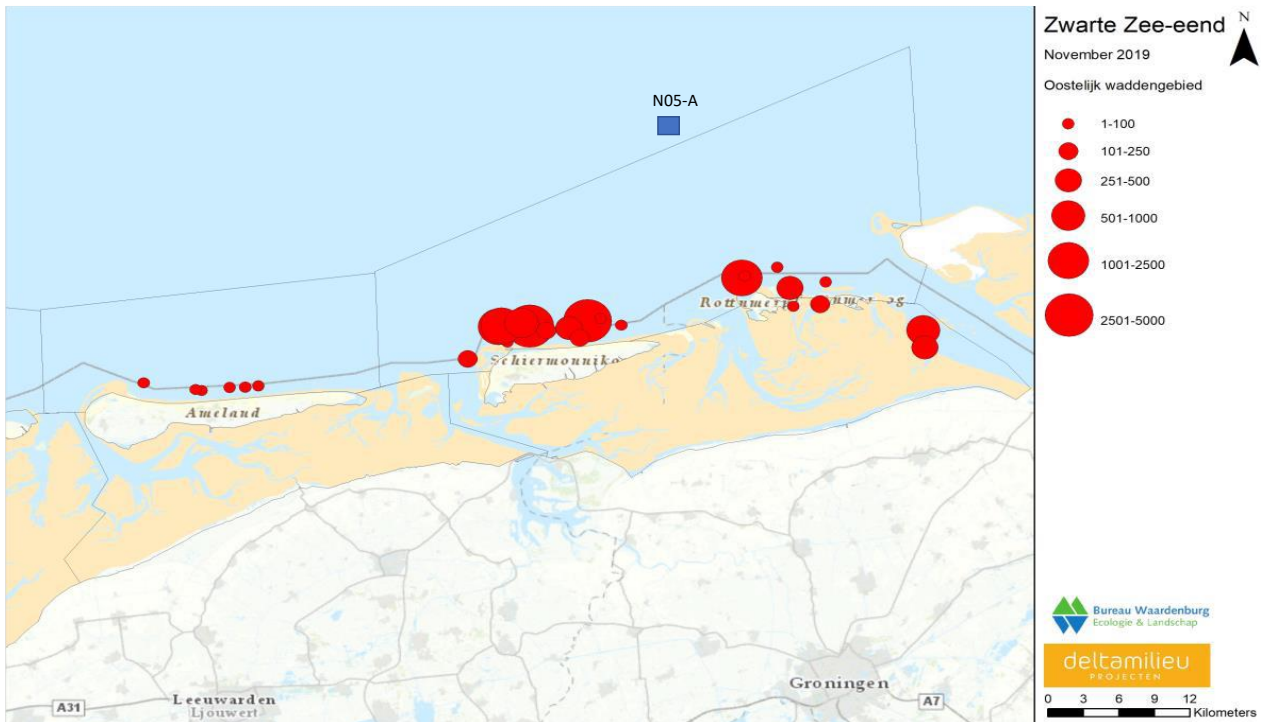 N05-A
Ameland
Schiermonniko
Leeuwarden
Ljouwert
Groningen
A31
A7
Zwarte Zee-eend
N
November 2019
Oostelijk waddengebied
1-100
101-250
251-500
501-1000
1001-2500
2501-5000
Bureau Waardenburg
Ecologie & Landschap
deltamilieu
PROJECTEN
0 3 6 9 12
Kilometers